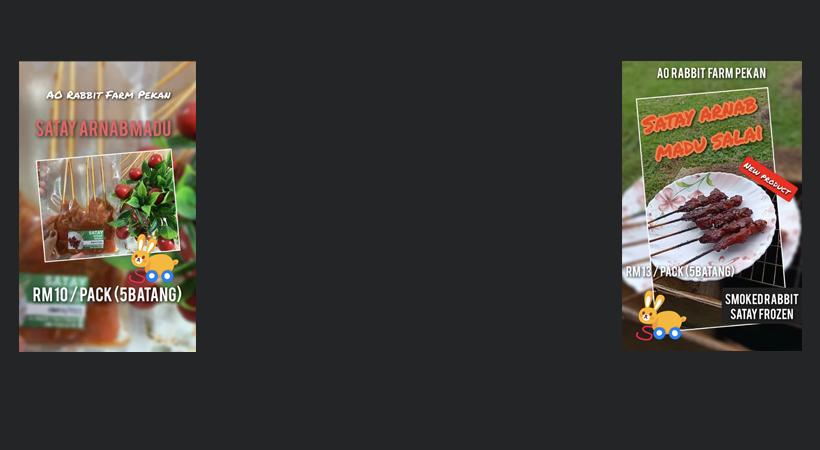 AO RABBIT FARM PEKAN
SATAY ARNAB MADU
SATAY
RM10 / PACK (5BATANG)
AO RABBIT FARM PEKAN
SATAY ARNAB
MADU SALAI
NEW PRODUCT
RM13 / PACK (5BATANG)
SMOKED RABBIT
SATAY FROZEN